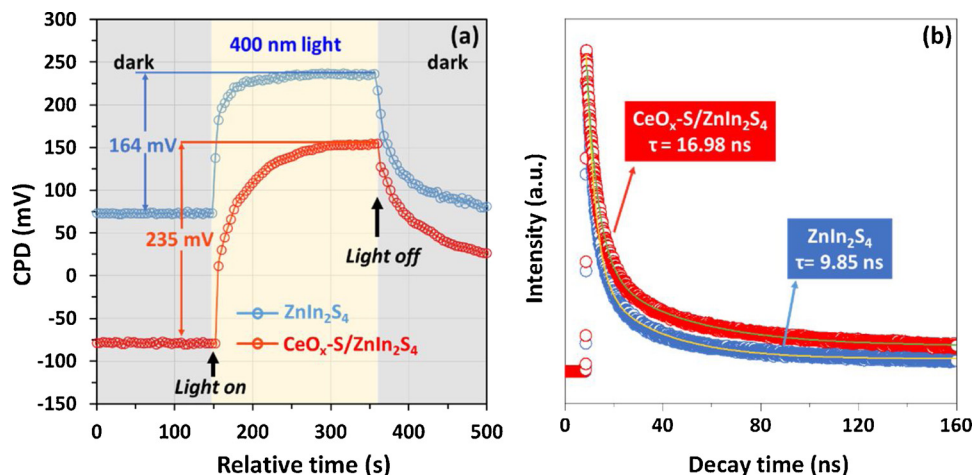 (a)
400 nm light
dark
dark
164 mV
235 mV
Light off
ZnIn₂S₄
CeOₓ-S/ZnIn₂S₄
Light on
CPD (mV)
300
250
200
150
100
50
0
-50
-100
-150
0 100 200 300 400 500
Relative time (s)
(b)
CeOₓ-S/ZnIn₂S₄
τ = 16.98 ns
ZnIn₂S₄
τ= 9.85 ns
Intensity (a.u.)
0 40 80 120 160
Decay time (ns)